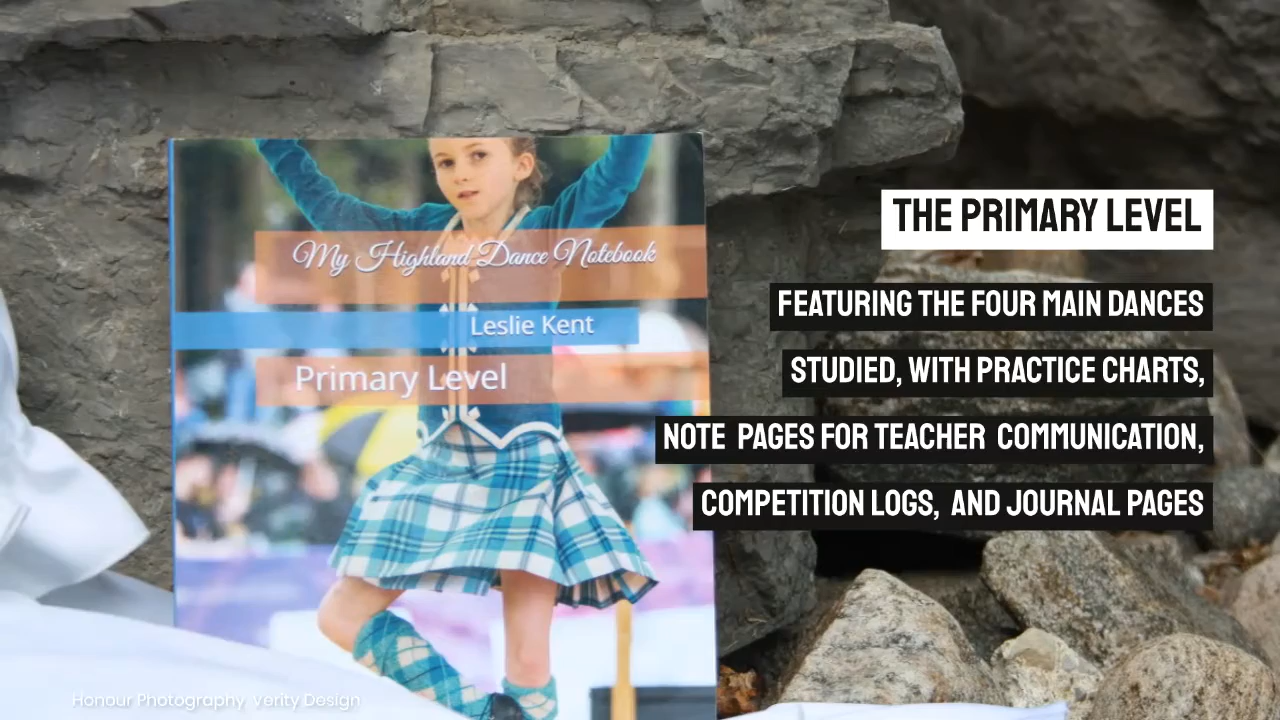 My Highland Dance Notebook
Leslie Kent
Primary Level
THE PRIMARY LEVEL
FEATURING THE FOUR MAIN DANCES
STUDIED, WITH PRACTICE CHARTS,
NOTE PAGES FOR TEACHER COMMUNICATION,
COMPETITION LOGS, AND JOURNAL PAGES
Honour Photography Verity Design